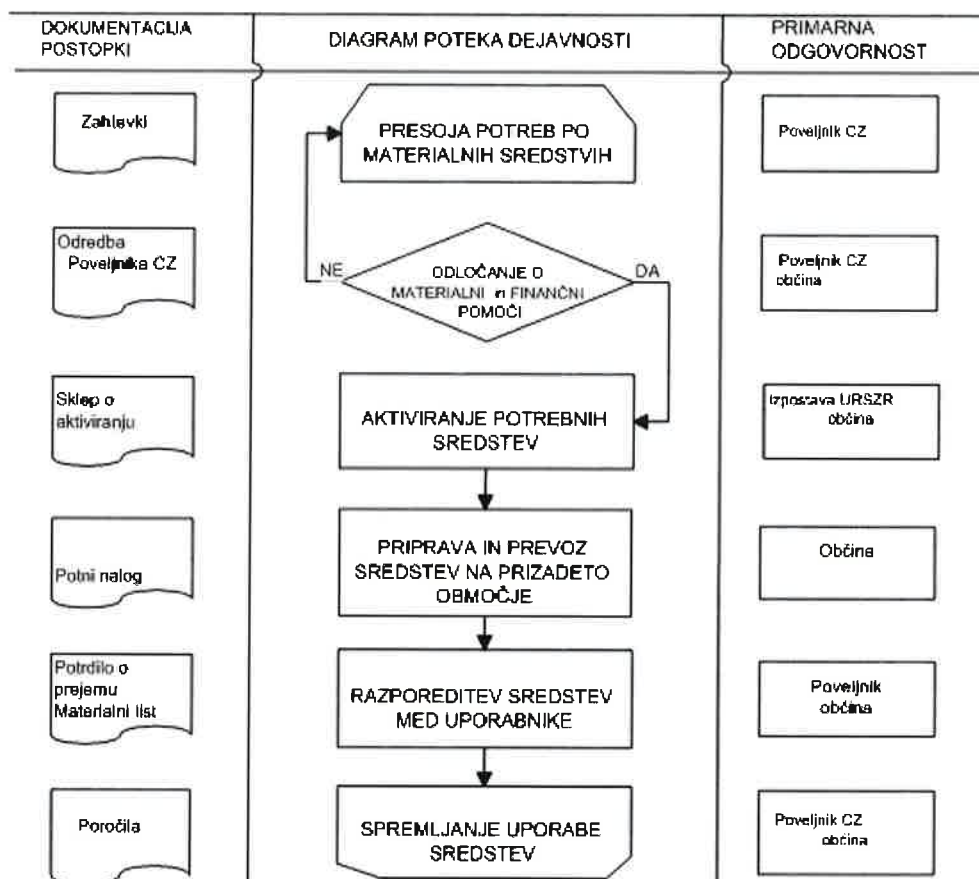 DOKUMENTACIJA
POSTOPKI
DIAGRAM POTEKA DEJAVNOSTI
PRIMARNA
ODGOVORNOST
Zahtevki
PRESOJA POTREB PO
MATERIALNIH SREDSTVIH
Poveljnik CZ
Odredba
Poveljnika CZ
NE
ODLOČANJE O
MATERIALNI in FINANČNI
POMOČI
DA
Poveljnik CZ
občina
Sklep o
aktiviranju
AKTIVIRANJE POTREBNIH
SREDSTEV
Izpostava URSZR
občina
Potni nalog
PRIPRAVA IN PREVOZ
SREDSTEV NA PRIZADETO
OBMOČJE
Občina
Potrdilo o
prejemu
Materialni list
RAZPOREDITEV SREDSTEV
MED UPORABNIKE
Poveljnik
občina
Poročila
SPREMLJANJE UPORABE
SREDSTEV
Poveljnik CZ
občina